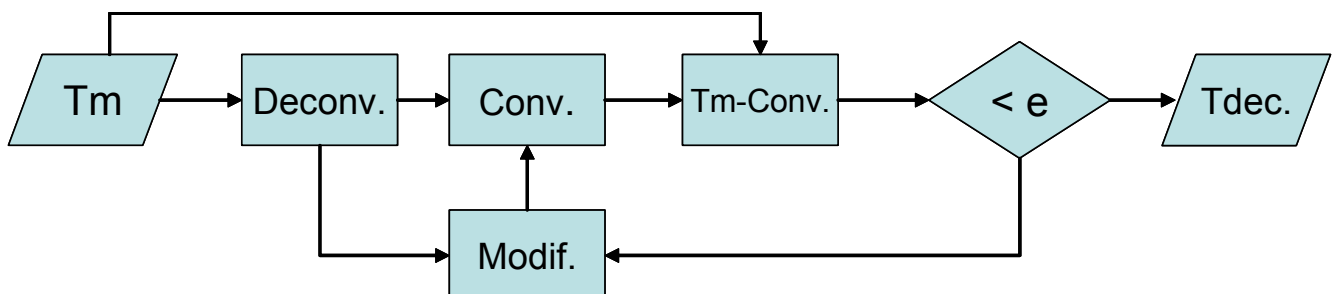 Tm
Deconv.
Conv.
Tm-Conv.
< e
Tdec.
Modif.